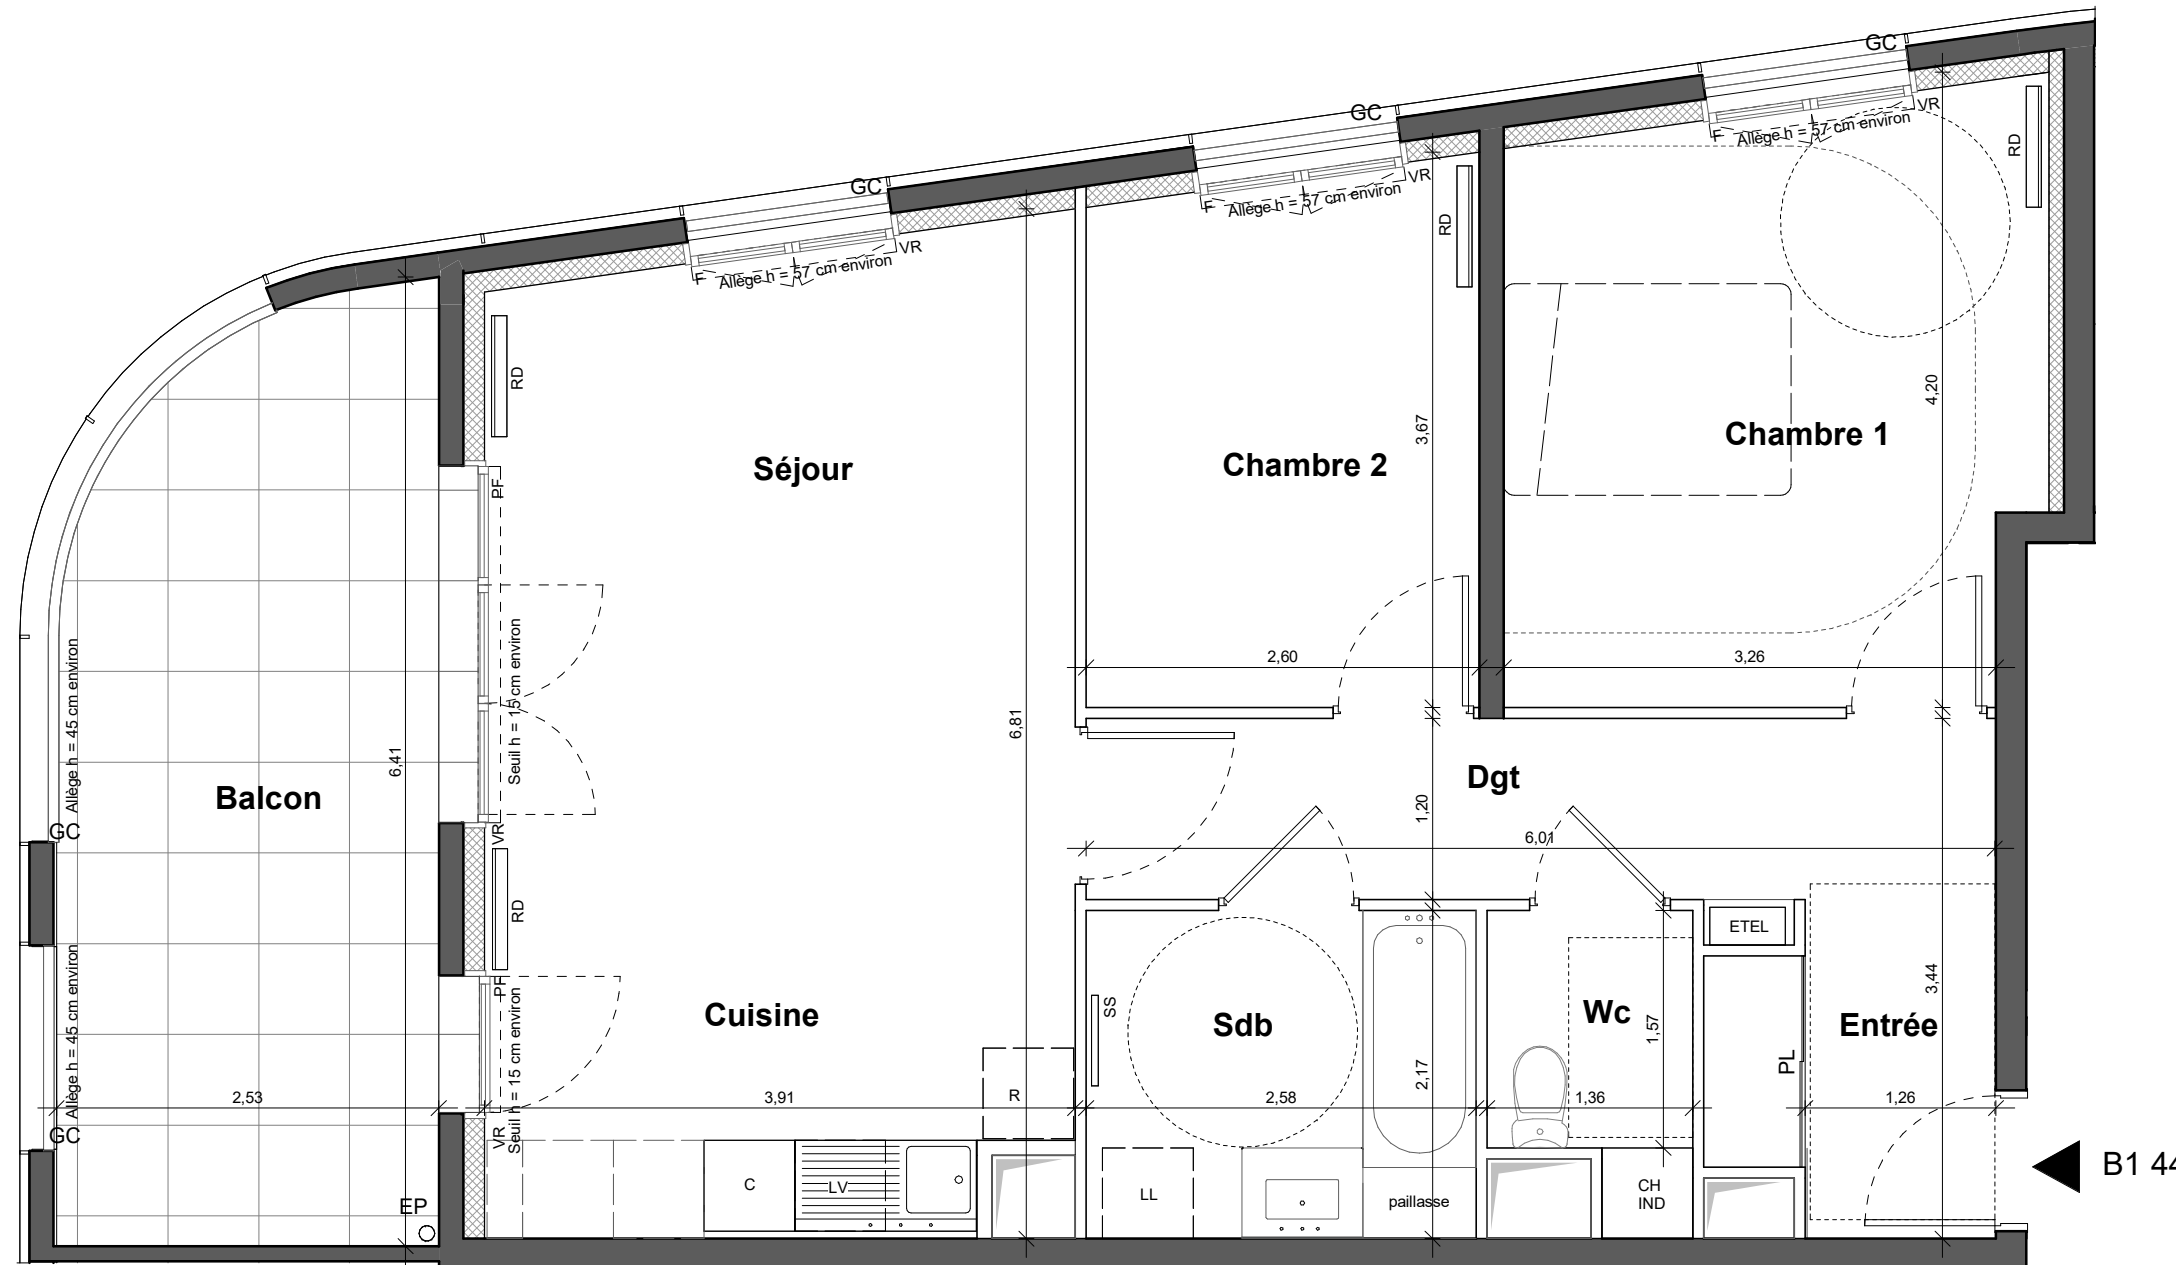 GC
GC
GC
GC
VR
F
Allège h = 57 cm environ
VR
F
Allège h = 57 cm environ
VR
F
Allège h = 57 cm environ
RD
RD
RD
4,20
3,67
Chambre 1
Chambre 2
Séjour
PF
2,60
3,26
Seuil h = 15 cm environ
6,81
Allège h = 45 cm environ
6,41
Balcon
Dgt
1,20
6,01
GC
VR
RD
ETEL
Allège h = 45 cm environ
PF
Seuil h = 15 cm environ
Cuisine
SS
Sdb
Wc
1,57
3,44
Entrée
PL
2,17
2,53
3,91
R
2,58
1,36
1,26
VR
C
LV
LL
paillasse
CH
IND
EP
B1 44